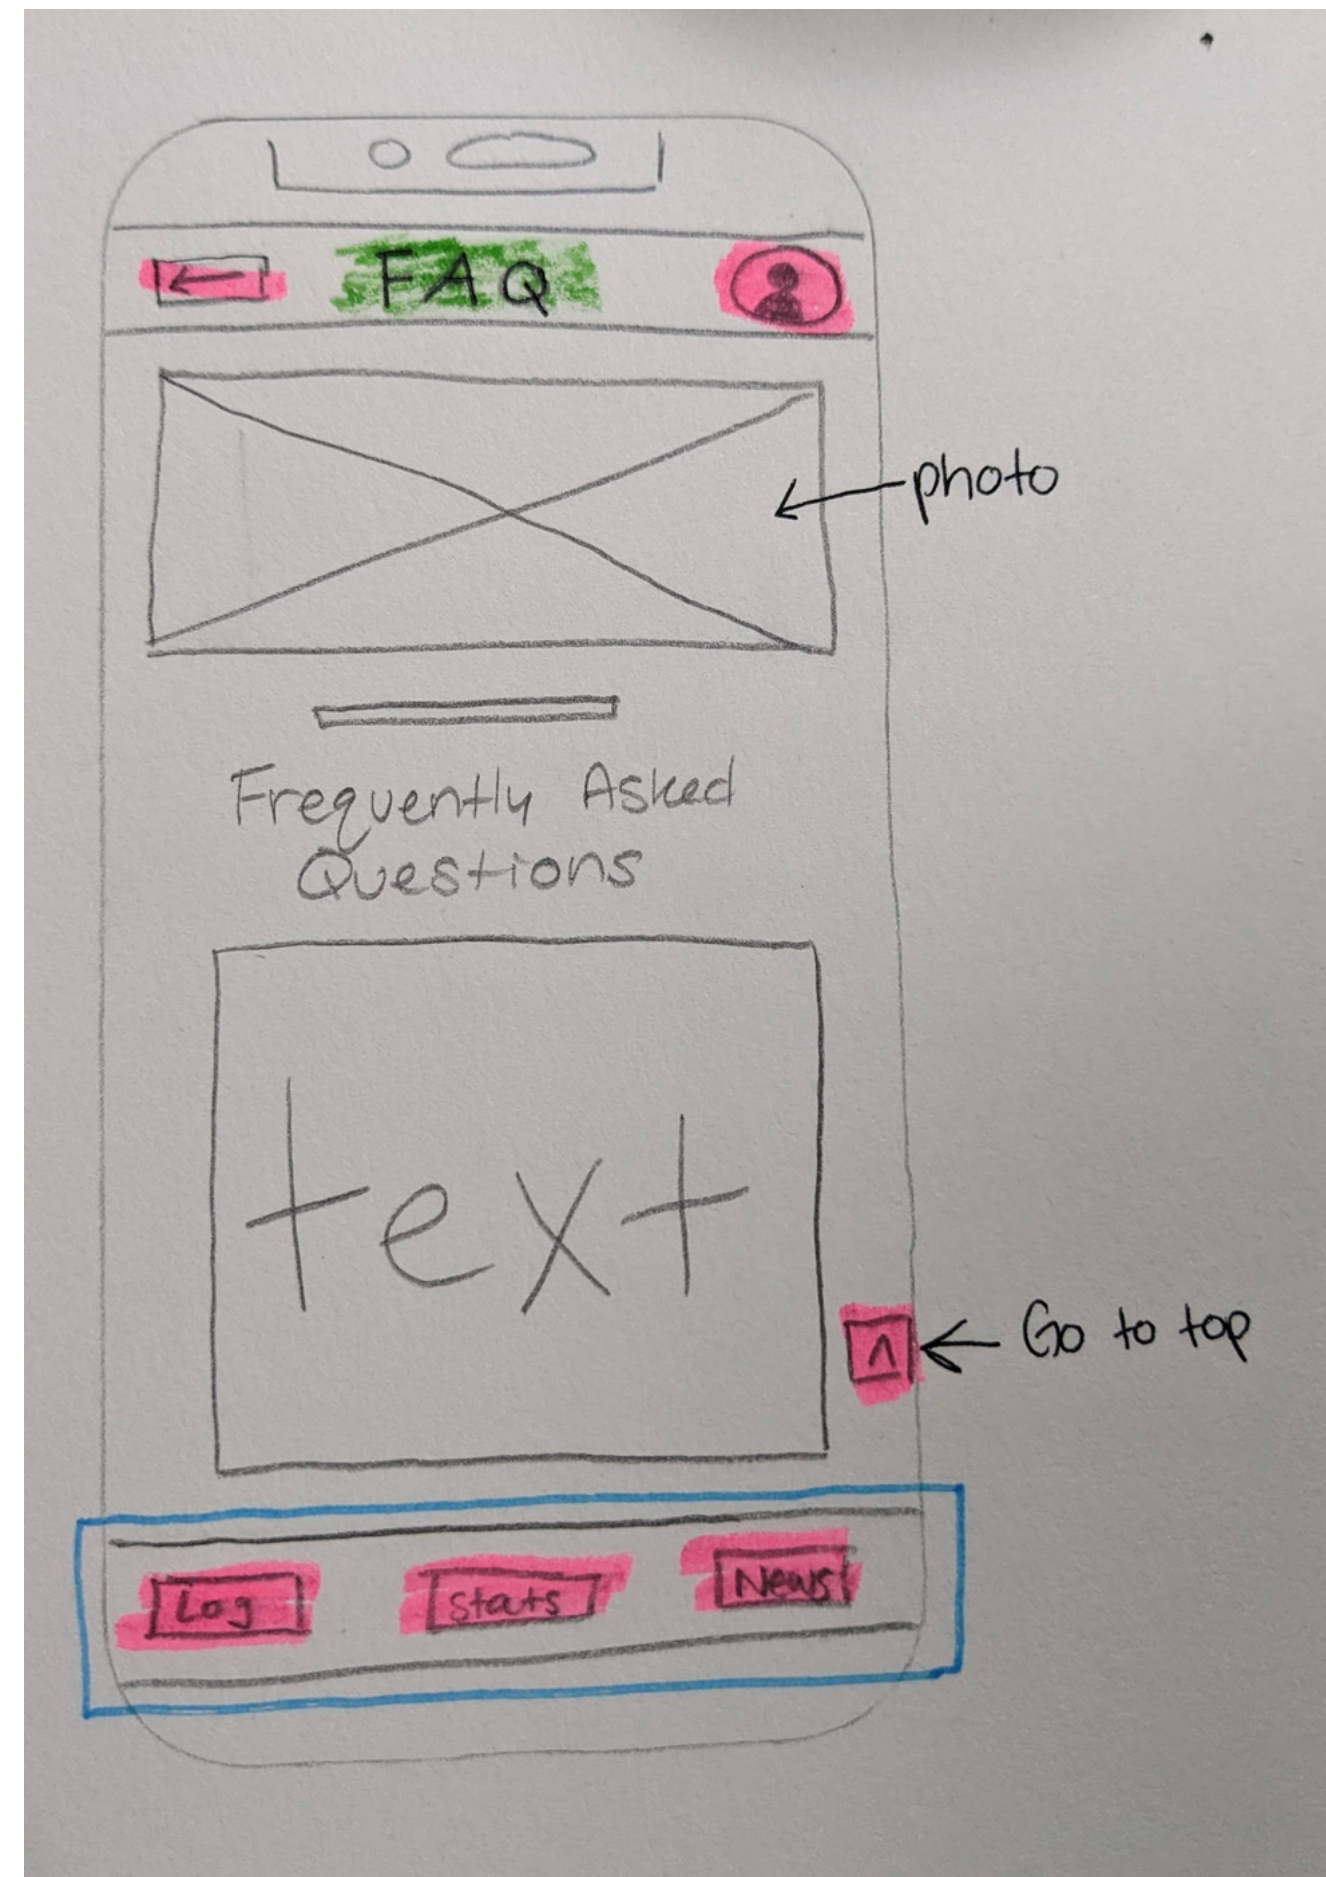 FAQ
photo
Frequently Asked
Questions
text
Go to top
Log
Stats
News